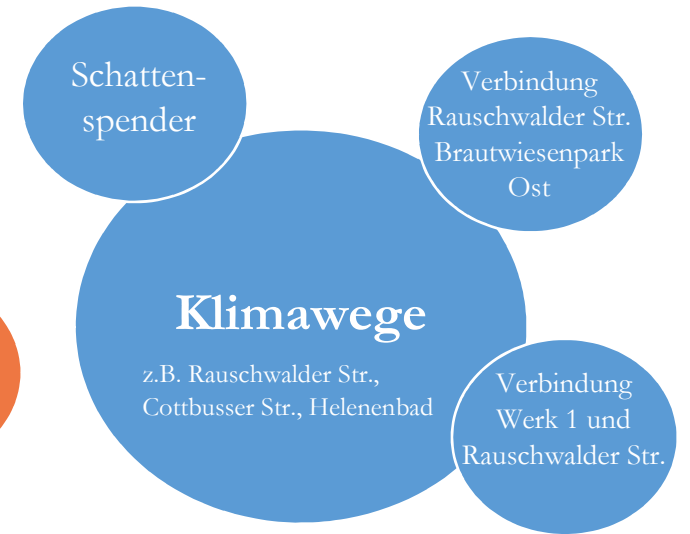 Schatten-
spender
Verbindung
Rauschwalder Str.
Brautwiesenpark
Ost
Klimawege
z.B. Rauschwalder Str.,
Cottbusser Str., Helenenbad
Verbindung
Werk 1 und
Rauschwalder Str.